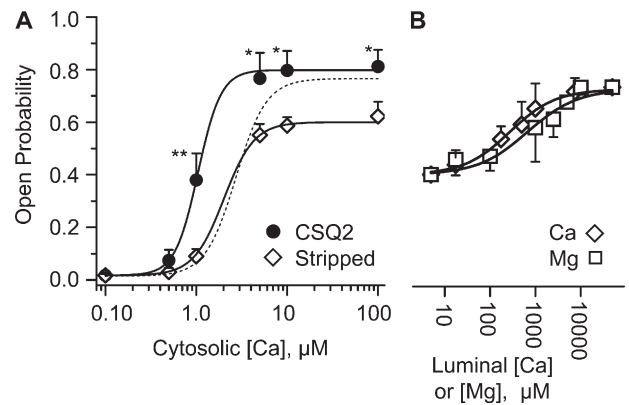 A
B
1.0
0.8
0.6
0.4
0.2
0.0
Open Probability
*
*
*
**
CSQ2
Stripped
0.10
1.0
10
100
Cytosolic [Ca], µM
Ca
Mg
10
100
1000
10000
Luminal [Ca]
or [Mg], µM